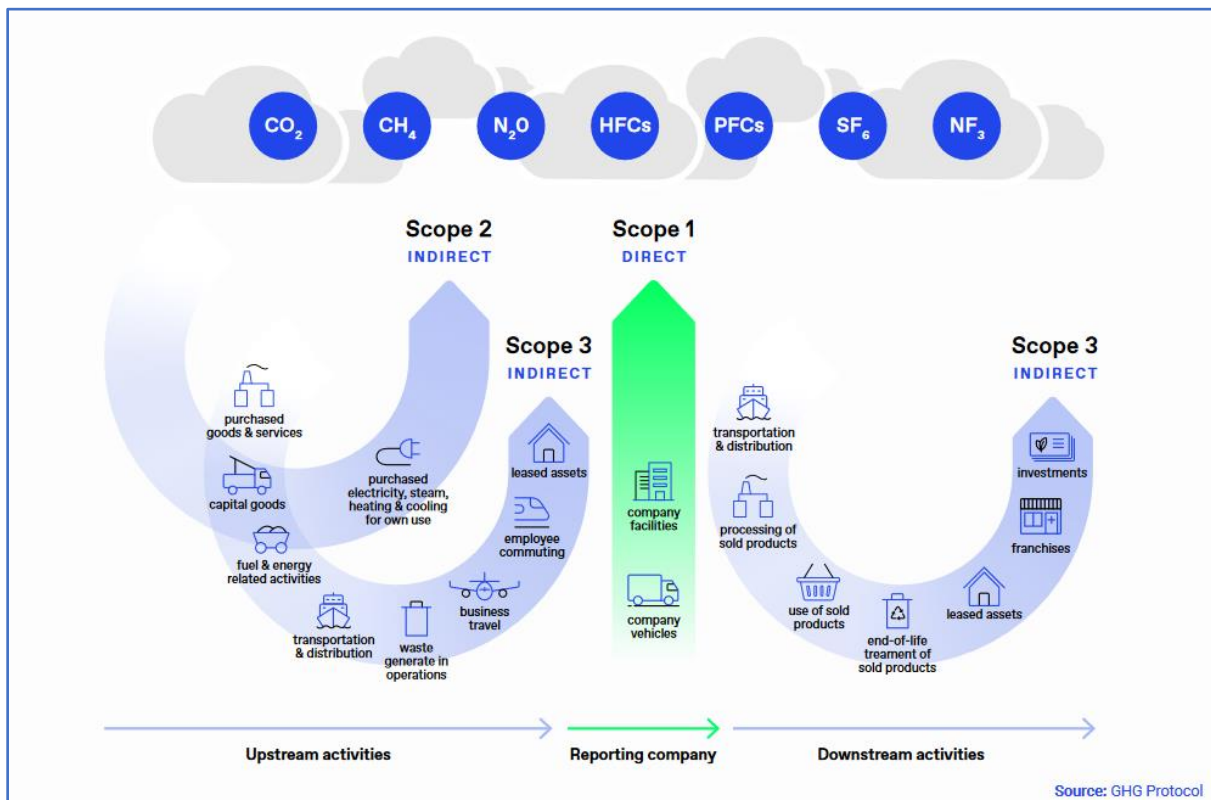 CO₂
CH₄
N₂0
HFCs
PFCs
SF₆
NF₃
Scope 2
INDIRECT
Scope 1
DIRECT
Scope 3
INDIRECT
Scope 3
INDIRECT
purchased
goods & services
capital goods
fuel & energy
related activities
transportation
& distribution
waste
generate in
operations
business
travel
employee
commuting
leased assets
purchased
electricity, steam,
heating & cooling
for own use
company
facilities
company
vehicles
transportation
& distribution
processing of
sold products
use of sold
products
end-of-life
treament of
sold products
leased assets
franchises
investments
Upstream activities
Reporting company
Downstream activities
Source: GHG Protocol